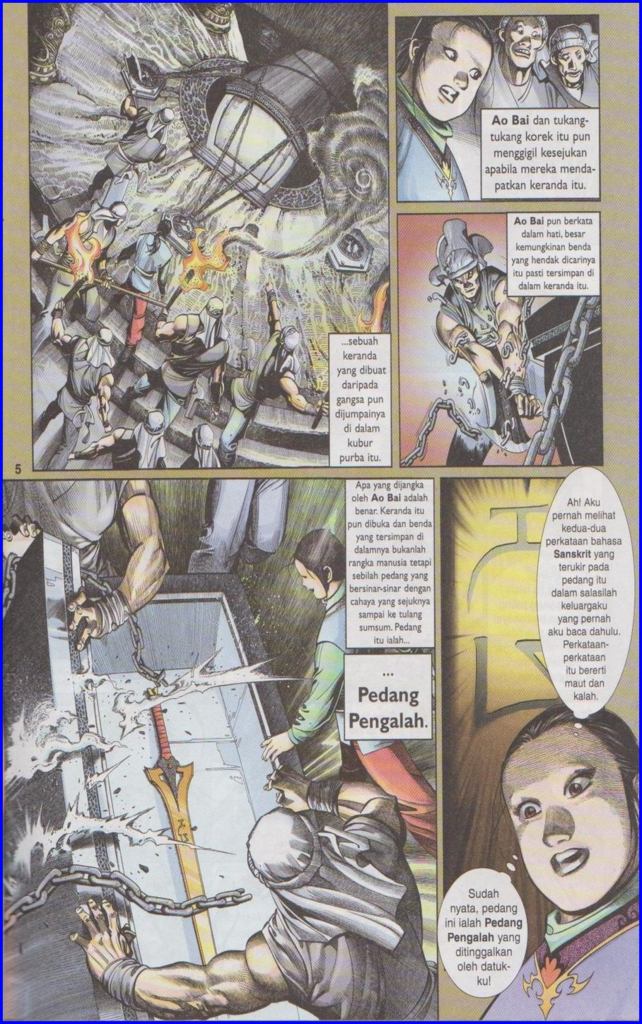 ...sebuah
keranda
yang dibuat
daripada
gangsa pun
dijumpainya
di dalam
kubur
purba itu.
Ao Bai dan tukang-
tukang korek itu pun
menggigil kesejukan
apabila mereka menda-
patkan keranda itu.
Ao Bai pun berkata
dalam hati, besar
kemungkinan benda
yang hendak dicarinya
itu pasti tersimpan di
dalam keranda itu.
5
Apa yang dijangka
oleh Ao Bai adalah
benar. Keranda itu
pun dibuka dan benda
yang tersimpan di
dalamnya bukanlah
rangka manusia tetapi
sebilah pedang yang
bersinar-sinar dengan
cahaya yang sejuknya
sampai ke tulang
sumsum. Pedang
itu ialah...
...
Pedang
Pengalah.
Ah! Aku
pernah melihat
kedua-dua
perkataan bahasa
Sanskrit yang
terukir pada
pedang itu
dalam salasilah
keluargaku
yang pernah
aku baca dahulu.
Perkataan-
perkataan
itu bererti
maut dan
kalah.
Sudah
nyata, pedang
ini ialah Pedang
Pengalah yang
ditinggalkan
oleh datuk-
ku!